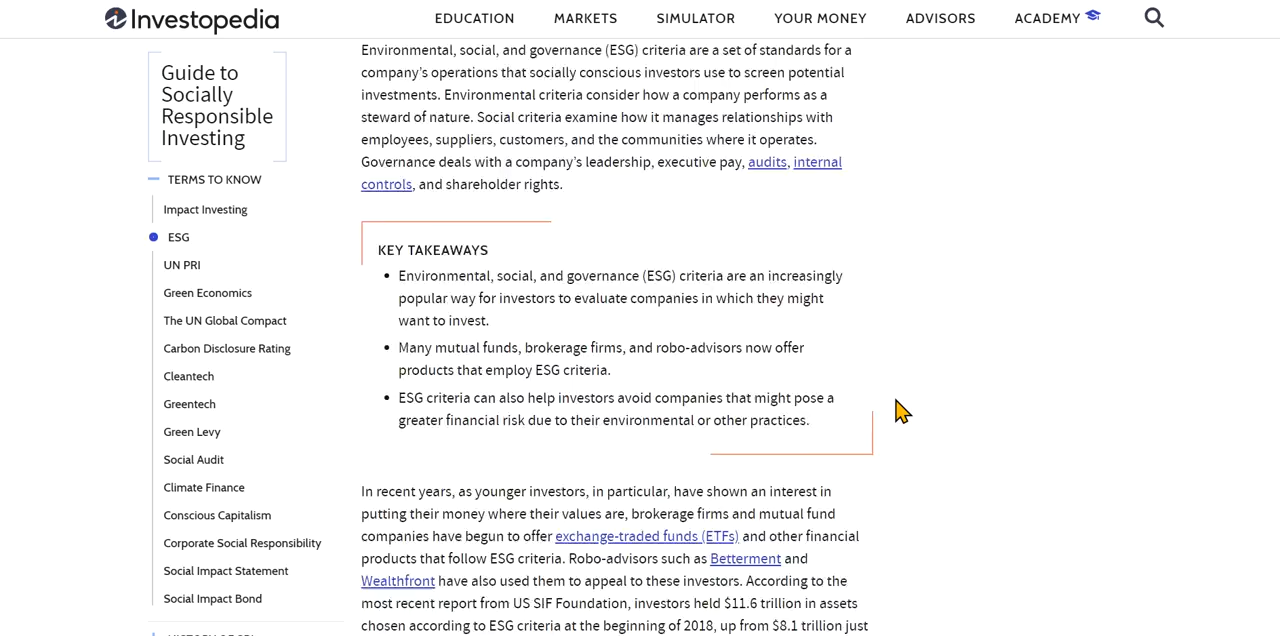 Investopedia
EDUCATION
MARKETS
SIMULATOR
YOUR MONEY
ADVISORS
ACADEMY
Guide to
Socially
Responsible
Investing
TERMS TO KNOW
Impact Investing
ESG
UN PRI
Green Economics
The UN Global Compact
Carbon Disclosure Rating
Cleantech
Greentech
Green Levy
Social Audit
Climate Finance
Conscious Capitalism
Corporate Social Responsibility
Social Impact Statement
Social Impact Bond
Environmental, social, and governance (ESG) criteria are a set of standards for a
company’s operations that socially conscious investors use to screen potential
investments. Environmental criteria consider how a company performs as a
steward of nature. Social criteria examine how it manages relationships with
employees, suppliers, customers, and the communities where it operates.
Governance deals with a company’s leadership, executive pay, audits, internal
controls, and shareholder rights.
KEY TAKEAWAYS
• Environmental, social, and governance (ESG) criteria are an increasingly
popular way for investors to evaluate companies in which they might
want to invest.
• Many mutual funds, brokerage firms, and robo-advisors now offer
products that employ ESG criteria.
• ESG criteria can also help investors avoid companies that might pose a
greater financial risk due to their environmental or other practices.
In recent years, as younger investors, in particular, have shown an interest in
putting their money where their values are, brokerage firms and mutual fund
companies have begun to offer exchange-traded funds (ETFs) and other financial
products that follow ESG criteria. Robo-advisors such as Betterment and
Wealthfront have also used them to appeal to these investors. According to the
most recent report from US SIF Foundation, investors held $11.6 trillion in assets
chosen according to ESG criteria at the beginning of 2018, up from $8.1 trillion just